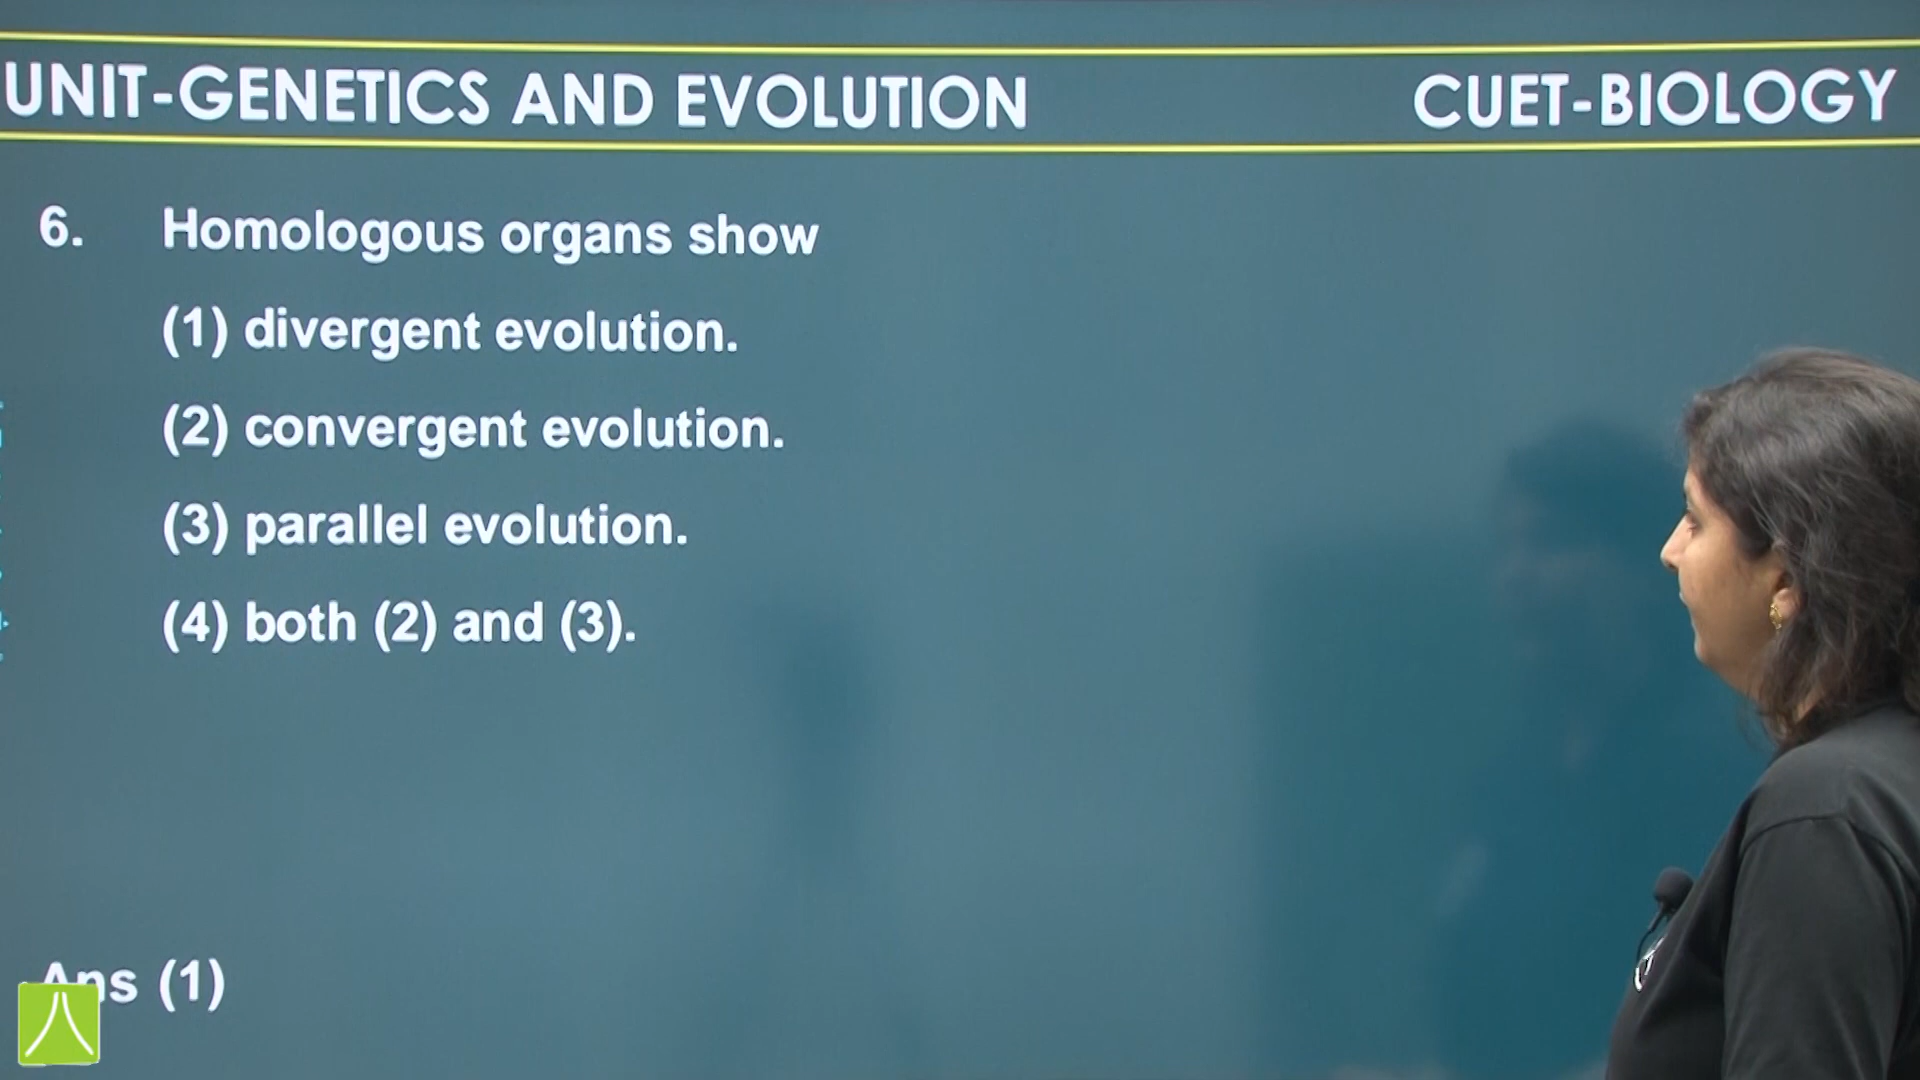 UNIT-GENETICS AND EVOLUTION CUET-BIOLOGY
6. Homologous organs show
(1) divergent evolution.
(2) convergent evolution.
(3) parallel evolution.
(4) both (2) and (3).
Ans (1)